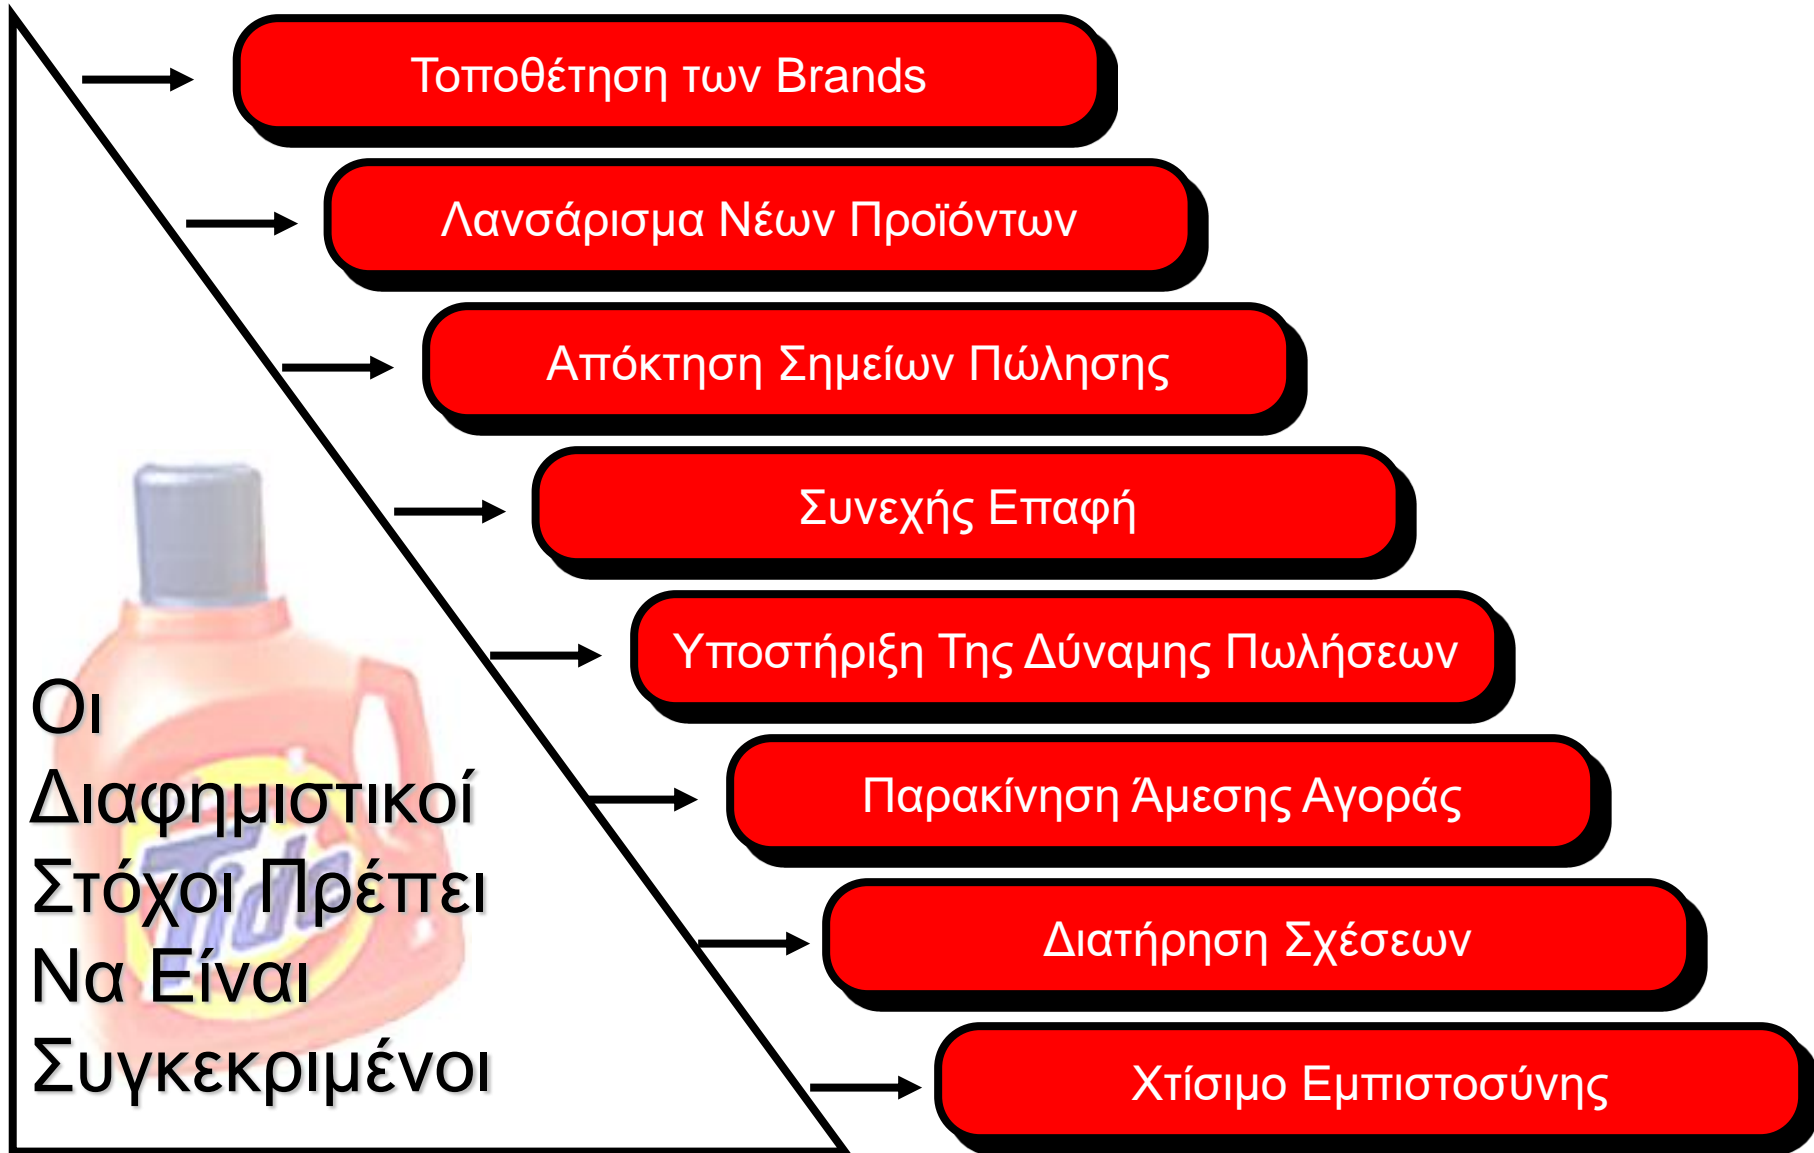 Τοποθέτηση των Brands
Λανσάρισμα Νέων Προϊόντων
Απόκτηση Σημείων Πώλησης
Συνεχής Επαφή
Υποστήριξη Της Δύναμης Πωλήσεων
Παρακίνηση Άμεσης Αγοράς
Διατήρηση Σχέσεων
Χτίσιμο Εμπιστοσύνης
Οι
Διαφημιστικοί
Στόχοι Πρέπει
Να Είναι
Συγκεκριμένοι
Tide